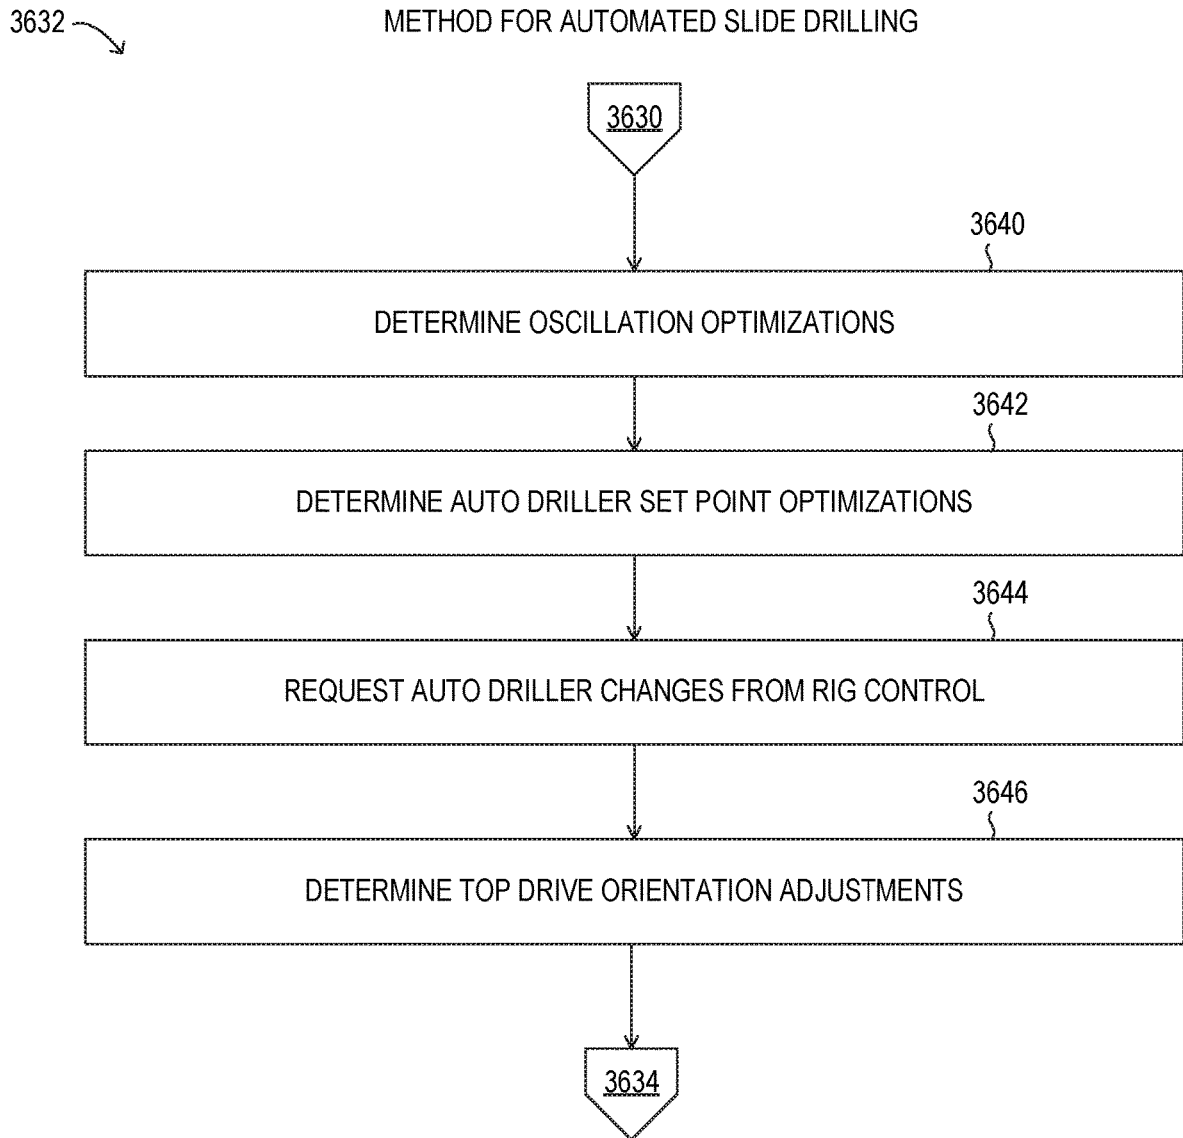 3632
METHOD FOR AUTOMATED SLIDE DRILLING
3630
3640
DETERMINE OSCILLATION OPTIMIZATIONS
3642
DETERMINE AUTO DRILLER SET POINT OPTIMIZATIONS
3644
REQUEST AUTO DRILLER CHANGES FROM RIG CONTROL
3646
DETERMINE TOP DRIVE ORIENTATION ADJUSTMENTS
3634